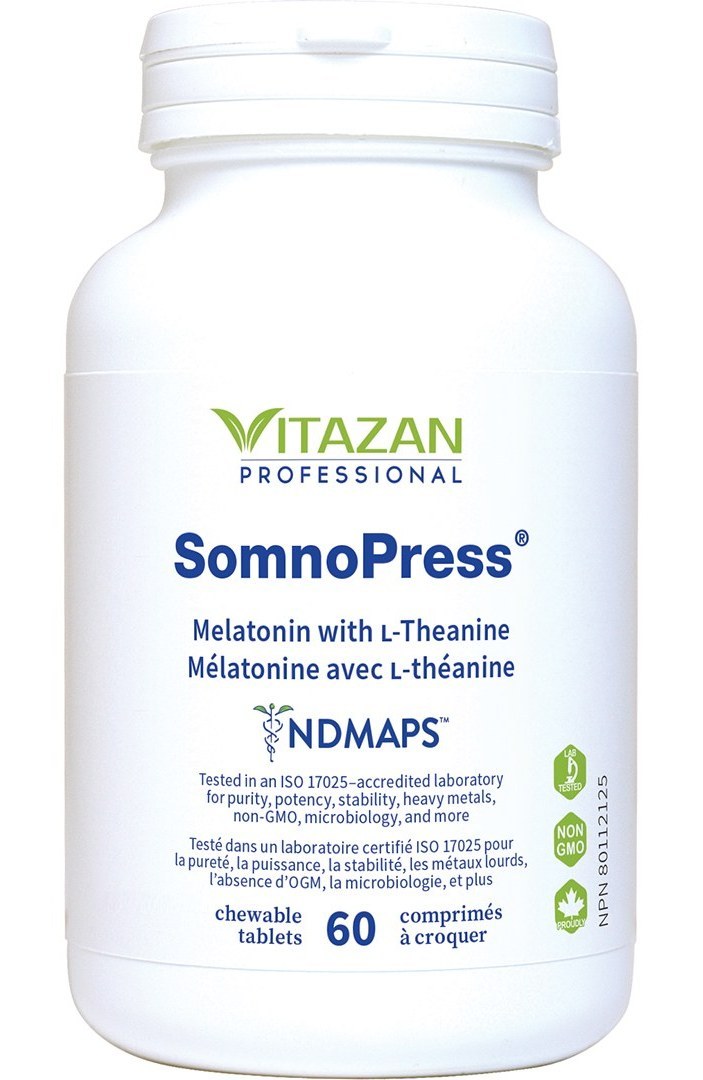 VITAZAN
PROFESSIONAL
SomnoPress®
Melatonin with L-Theanine
Mélatonine avec L-théanine
NDMAPS™
Tested in an ISO 17025–accredited laboratory
for purity, potency, stability, heavy metals,
non-GMO, microbiology, and more
Testé dans un laboratoire certifié ISO 17025 pour
la pureté, la puissance, la stabilité, les métaux lourds,
l’absence d’OGM, la microbiologie, et plus
chewable
tablets
60
comprimés
à croquer
LAB
TESTED
NON
GMO
PROUDLY
NPN 80112125